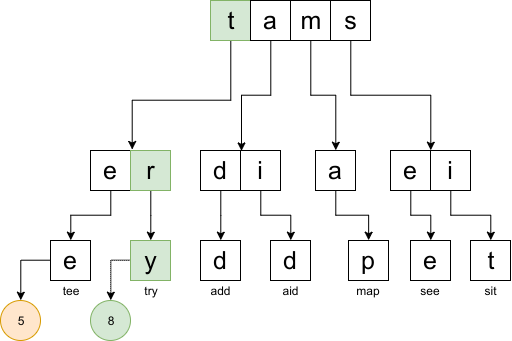 t a m s
e r d i a e i
e y d d p e t
tee try add aid map see sit
5 8